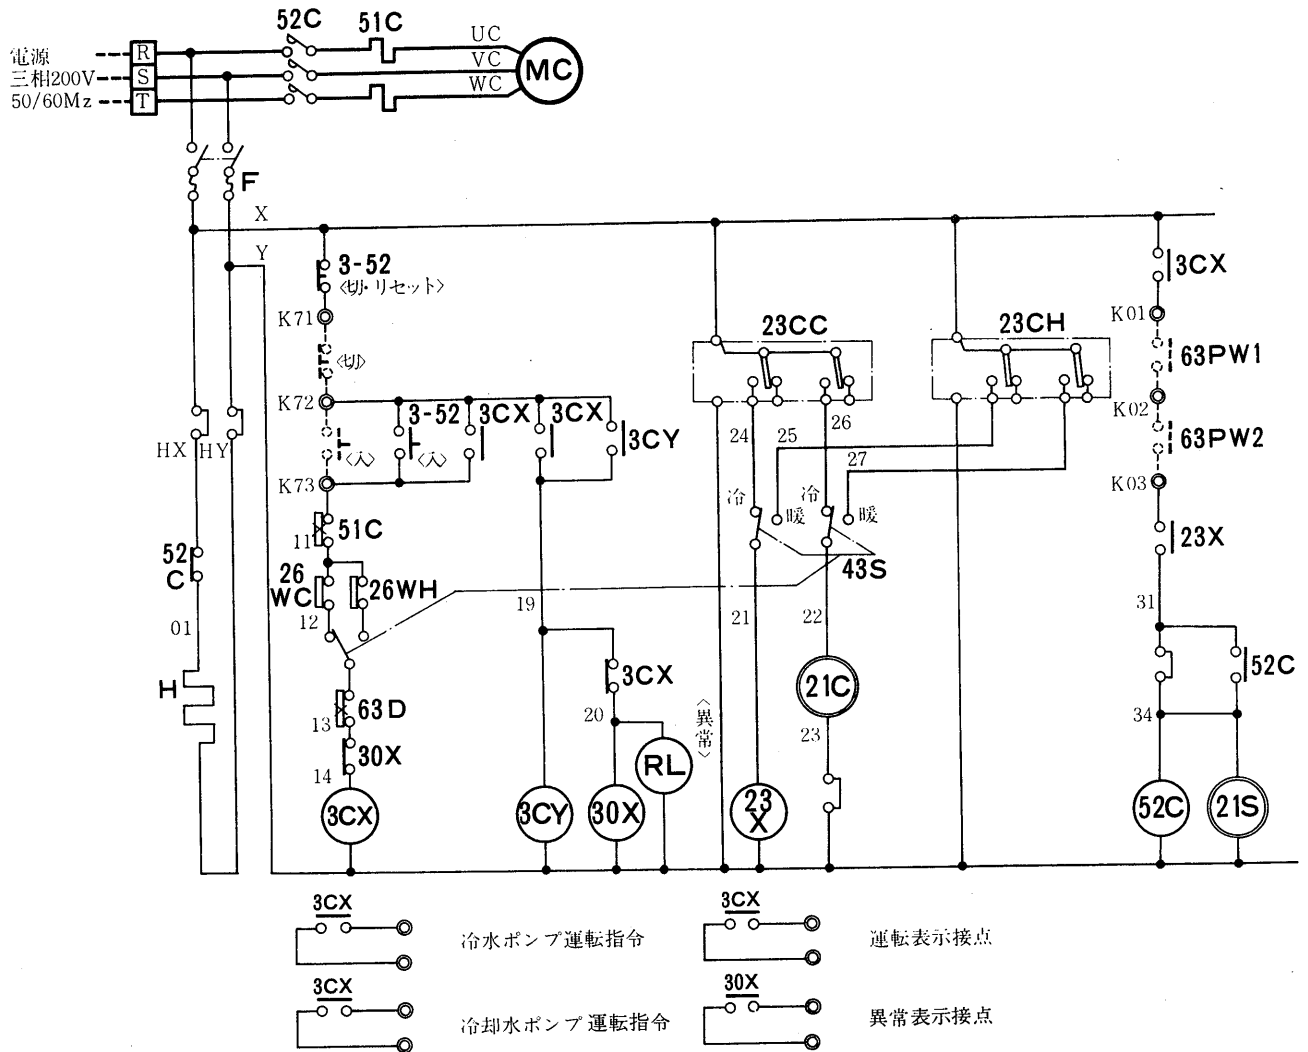 52C
51C
電源
三相200V
50/60Mz
R
S
T
UC
VC
WC
MC
F
X
Y
3-52
〈切・リセット〉
K71
〈切〉
K72
3-52
3CX
3CX
3CY
〈入〉
〈入〉
K73
HX
HY
11
51C
52
C
26
WC
26WH
12
01
H
13
63D
14
30X
3CX
19
3CX
20
RL
3CY
30X
〈異常〉
23CC
23CH
24
25
26
27
冷
暖
冷
暖
43S
21
22
21C
23
23
X
3CX
K01
63PW1
K02
63PW2
K03
23X
31
52C
34
52C
21S
3CX
冷水ポンプ運転指令
3CX
運転表示接点
3CX
冷却水ポンプ運転指令
30X
異常表示接点